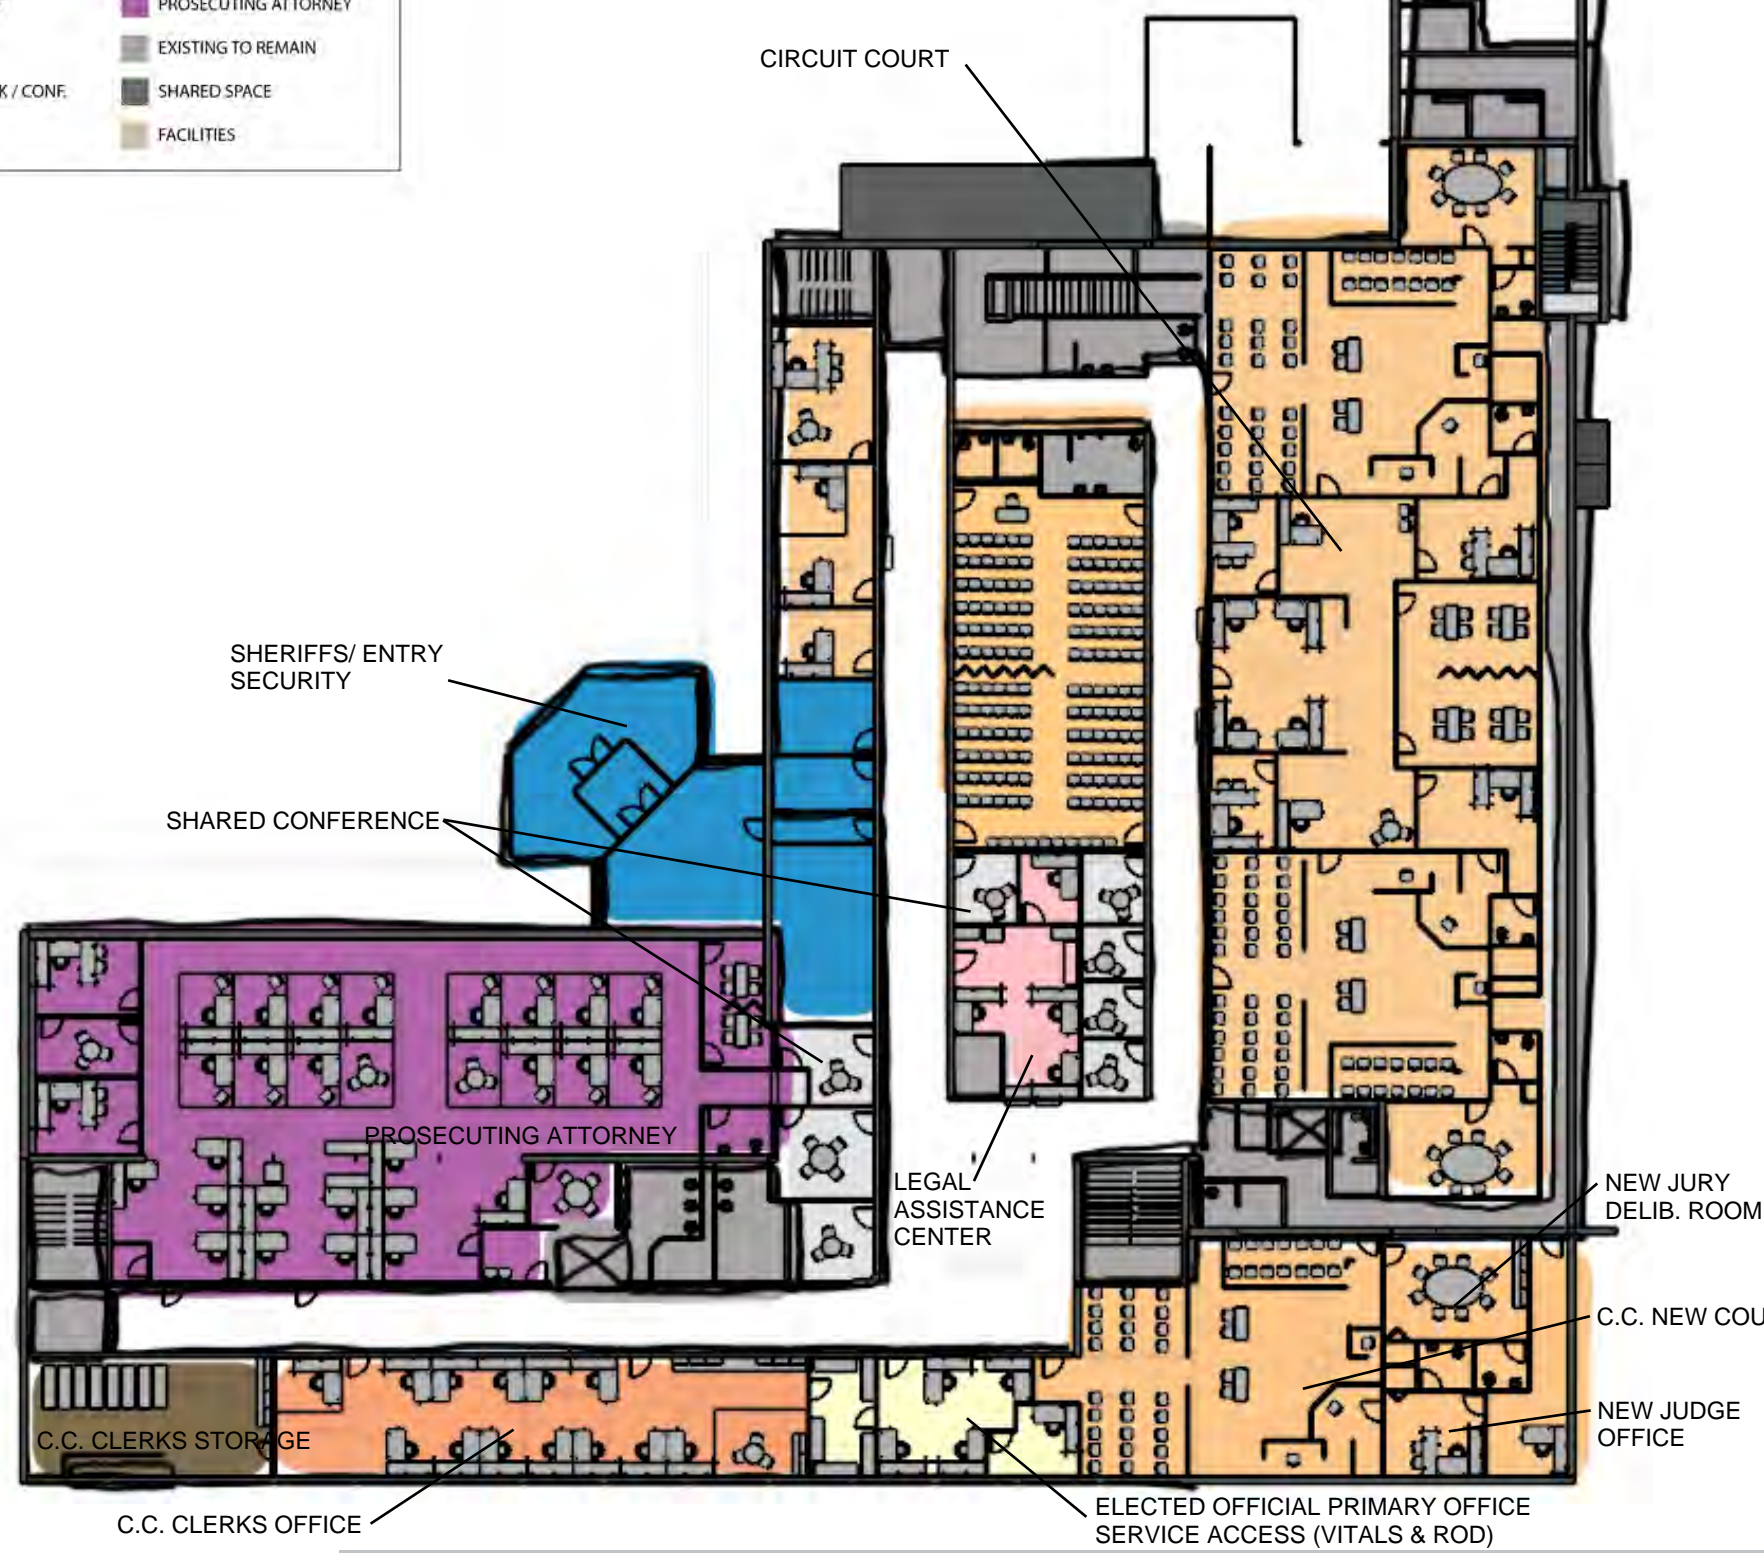 PROSECUTING ATTORNEY
EXISTING TO REMAIN
K / CONF.
SHARED SPACE
FACILITIES
CIRCUIT COURT
SHERIFFS/ ENTRY
SECURITY
SHARED CONFERENCE
PROSECUTING ATTORNEY
LEGAL
ASSISTANCE
CENTER
NEW JURY
DELIB. ROOM
C.C. NEW COU
NEW JUDGE
OFFICE
C.C. CLERKS STORAGE
C.C. CLERKS OFFICE
ELECTED OFFICIAL PRIMARY OFFICE
SERVICE ACCESS (VITALS & ROD)